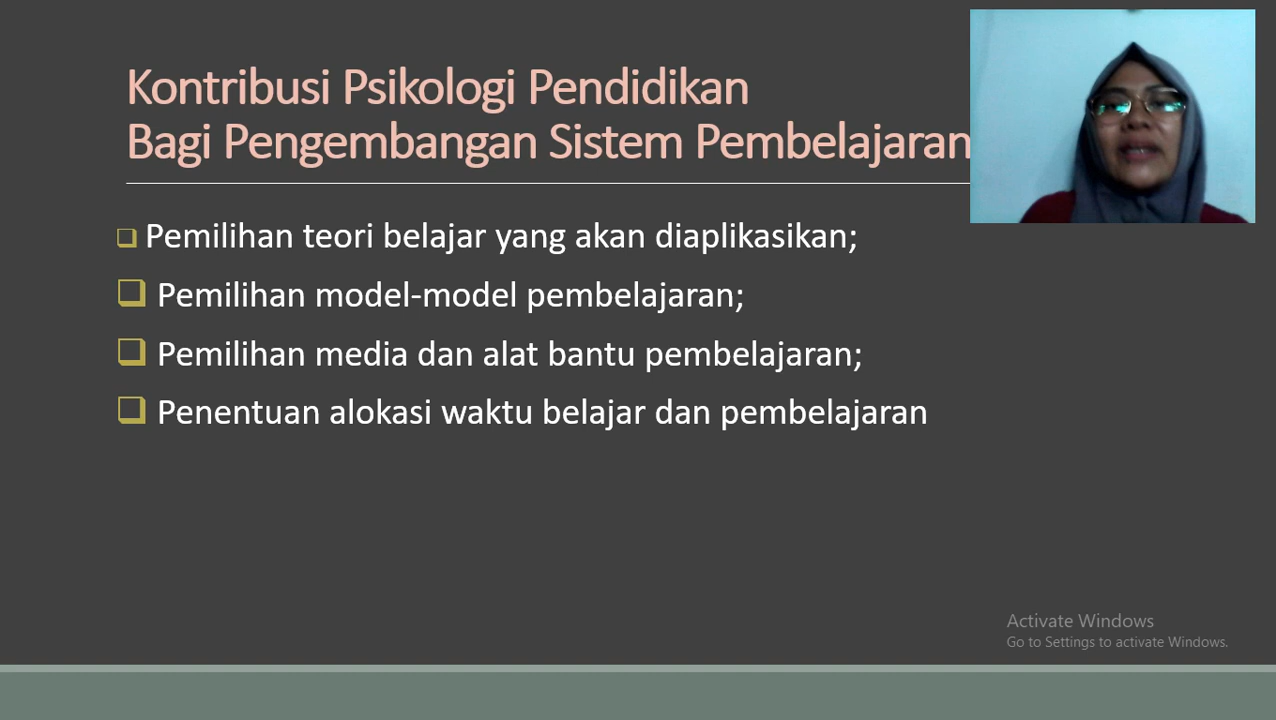 Kontribusi Psikologi Pendidikan
Bagi Pengembangan Sistem Pembelajaran
Pemilihan teori belajar yang akan diaplikasikan;
Pemilihan model-model pembelajaran;
Pemilihan media dan alat bantu pembelajaran;
Penentuan alokasi waktu belajar dan pembelajaran
Activate Windows
Go to Settings to activate Windows.